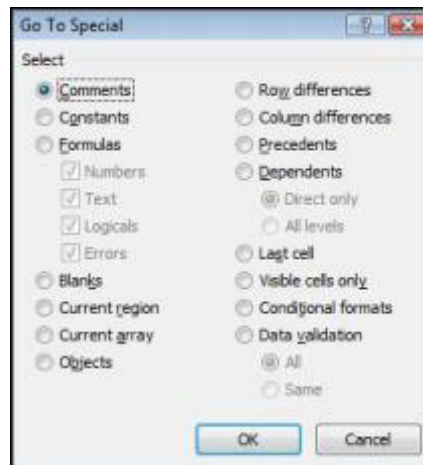 Go To Special
Select
Comments
Constants
Formulas
Numbers
Text
Logicals
Errors
Blanks
Current region
Current array
Objects
Row differences
Column differences
Precedents
Dependents
Direct only
All levels
Last cell
Visible cells only
Conditional formats
Data validation
All
Same
OK
Cancel